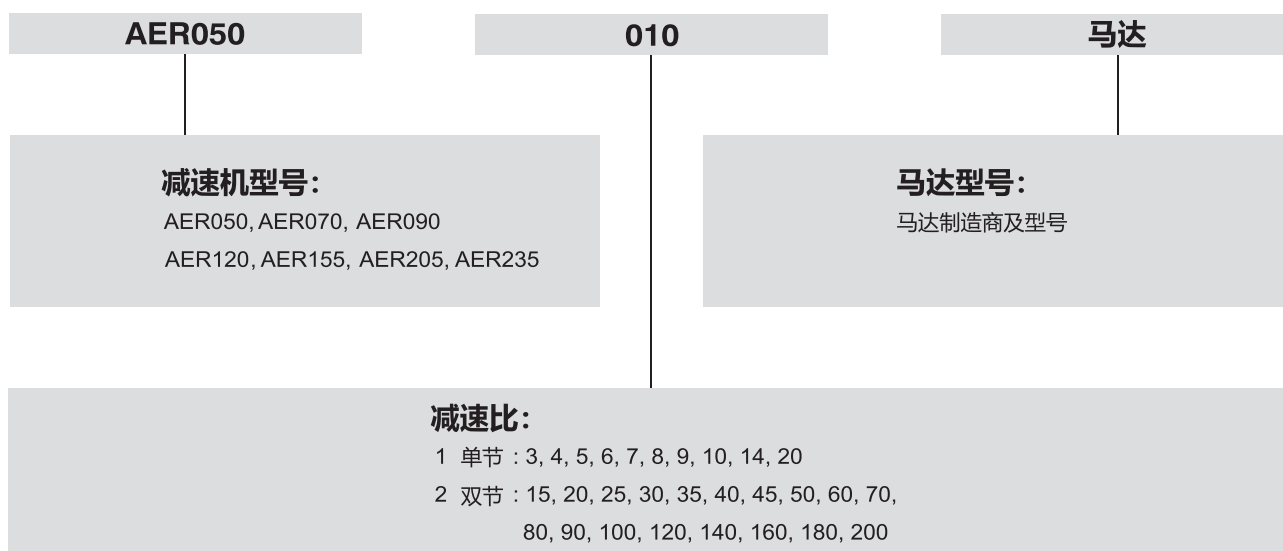 AER050
010
马达
减速机型号：
AER050, AER070, AER090
AER120, AER155, AER205, AER235
马达型号：
马达制造商及型号
减速比：
1 单节 : 3, 4, 5, 6, 7, 8, 9, 10, 14, 20
2 双节 : 15, 20, 25, 30, 35, 40, 45, 50, 60, 70,
80, 90, 100, 120, 140, 160, 180, 200